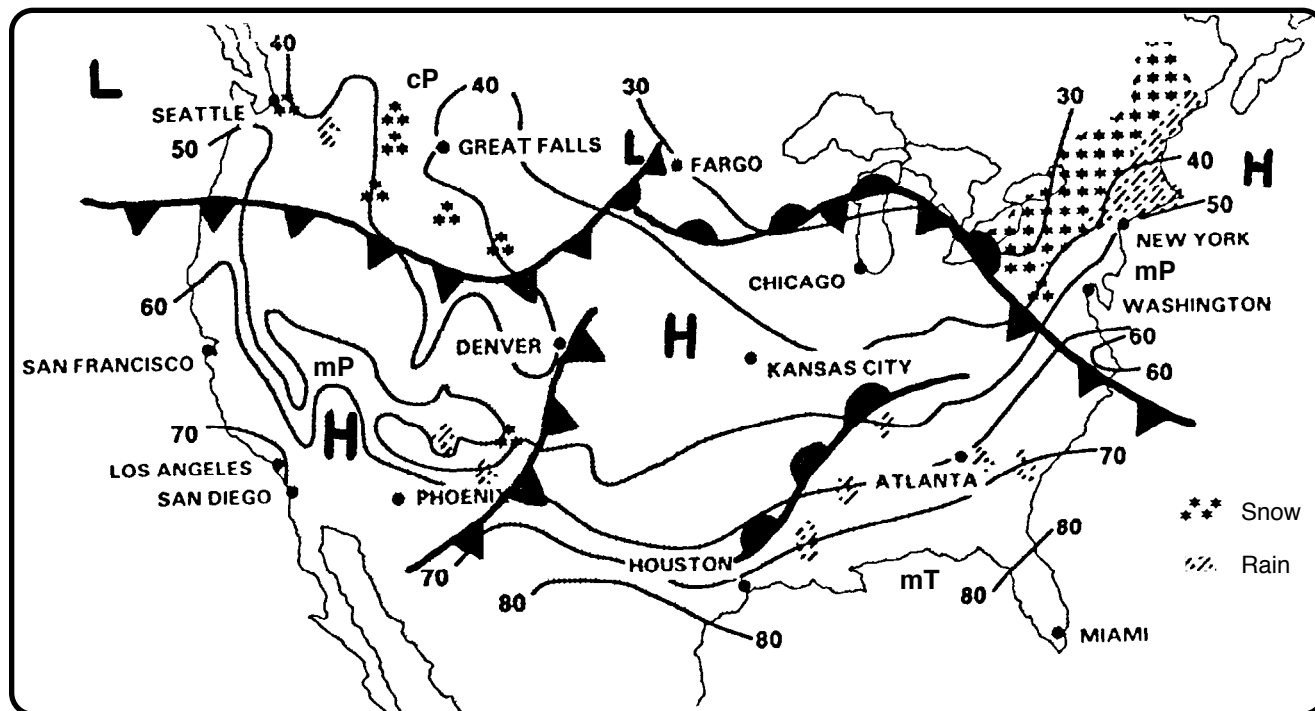 40
L
cP
40
30
30
SEATTLE
50
GREAT FALLS
L
FARGO
40
H
50
NEW YORK
mP
CHICAGO
WASHINGTON
60
60
60
H
DENVER
SAN FRANCISCO
mP
KANSAS CITY
H
70
70
LOS ANGELES
SAN DIEGO
PHOENIX
ATLANTA
Snow
80
HOUSTON
Rain
70
mT
80
80
80
MIAMI